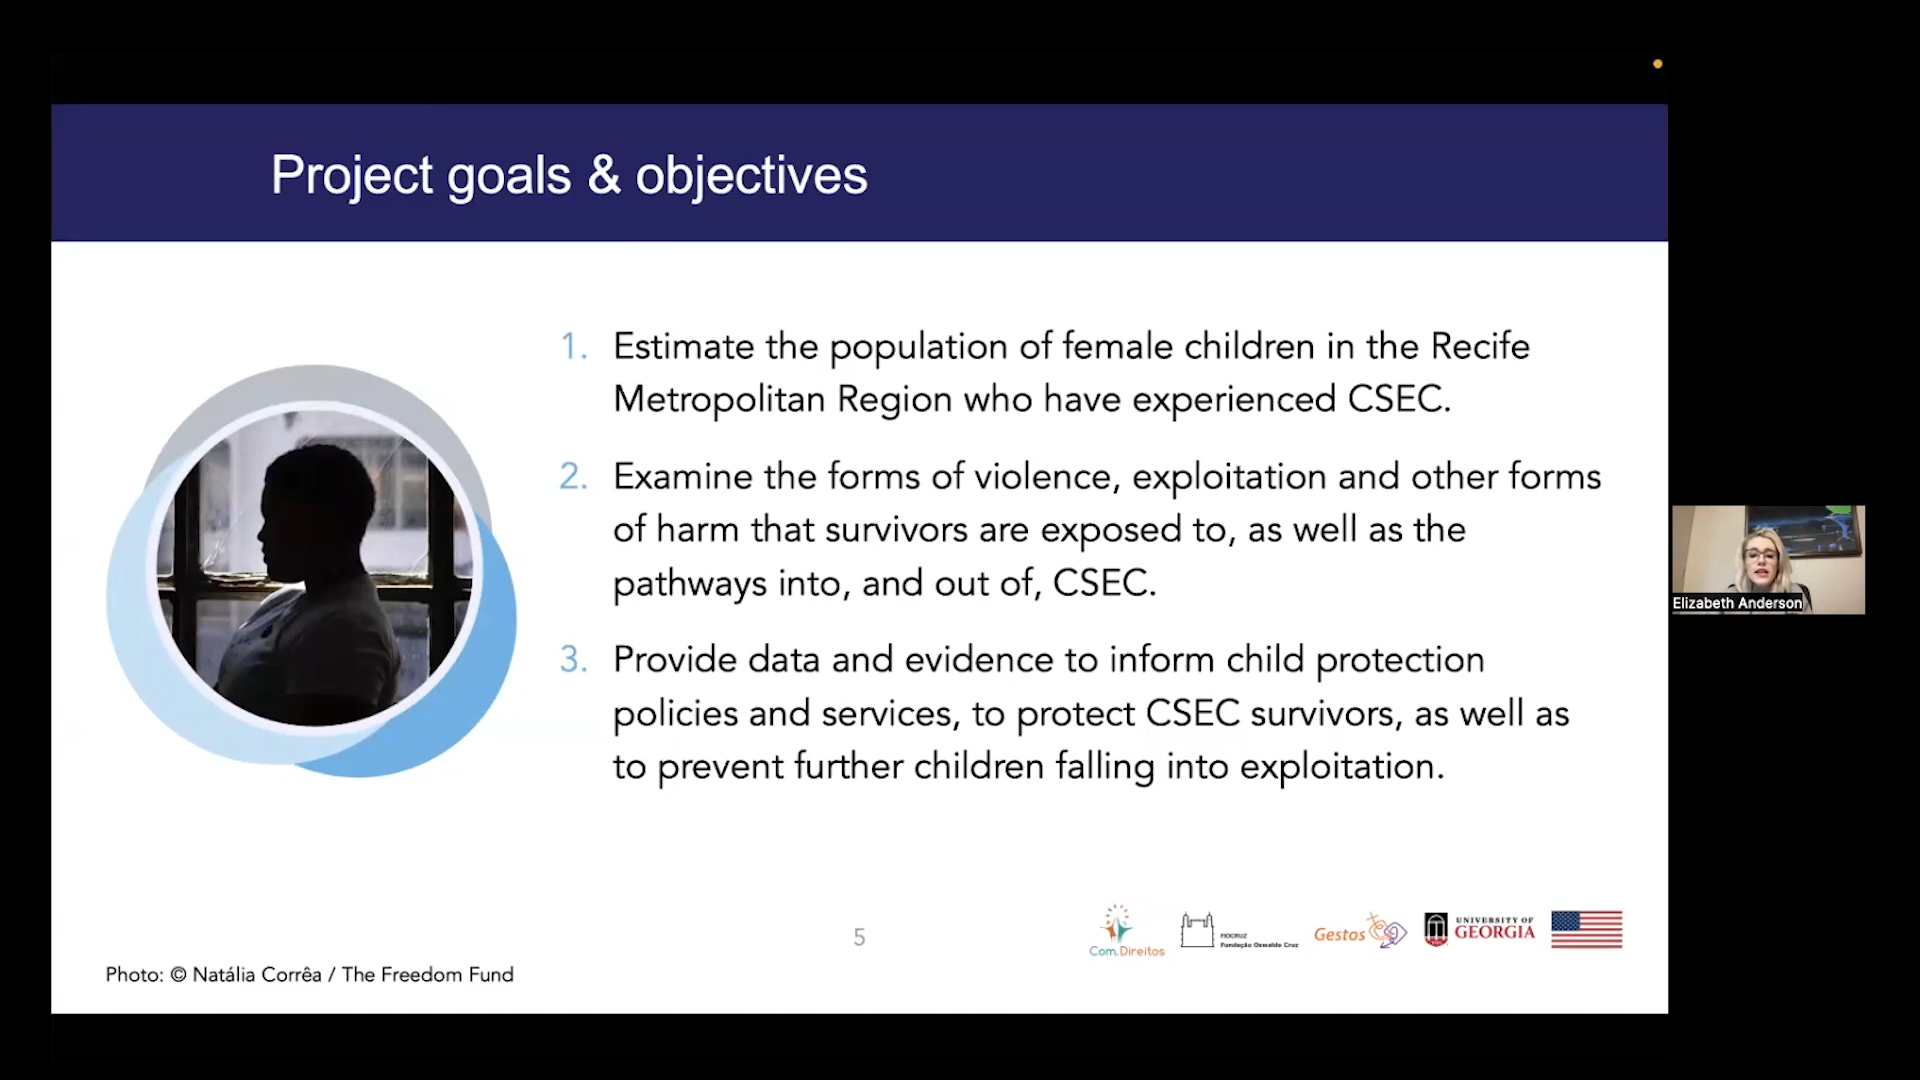 Project goals & objectives
1. Estimate the population of female children in the Recife
Metropolitan Region who have experienced CSEC.
2. Examine the forms of violence, exploitation and other forms
of harm that survivors are exposed to, as well as the
pathways into, and out of, CSEC.
3. Provide data and evidence to inform child protection
policies and services, to protect CSEC survivors, as well as
to prevent further children falling into exploitation.
Elizabeth Anderson
Com.Direitos
FIOCRUZ
Fundação Oswaldo Cruz
Gestos
UNIVERSITY OF
GEORGIA
5
Photo: © Natália Corrêa / The Freedom Fund